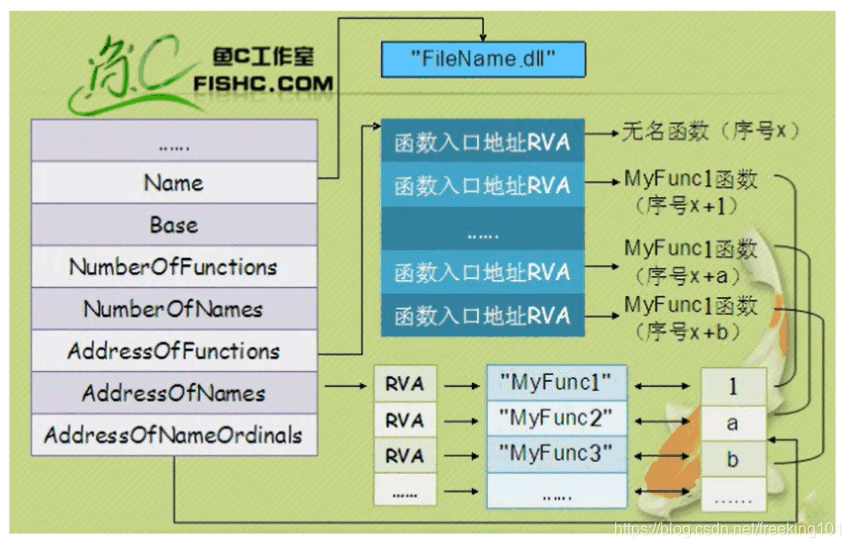 鱼C
鱼C工作室
FISHC.COM
"FileName.dll"
......
Name
Base
NumberOfFunctions
NumberOfNames
AddressOfFunctions
AddressOfNames
AddressOfNameOrdinals
函数入口地址RVA
函数入口地址RVA
......
函数入口地址RVA
函数入口地址RVA
无名函数（序号x）
MyFunc1函数
（序号x+1）
MyFunc1函数
（序号x+a）
MyFunc1函数
（序号x+b）
RVA
"MyFunc1"
1
RVA
"MyFunc2"
a
RVA
"MyFunc3"
b
......
......
......
https://blog.csdn.net/freeking101